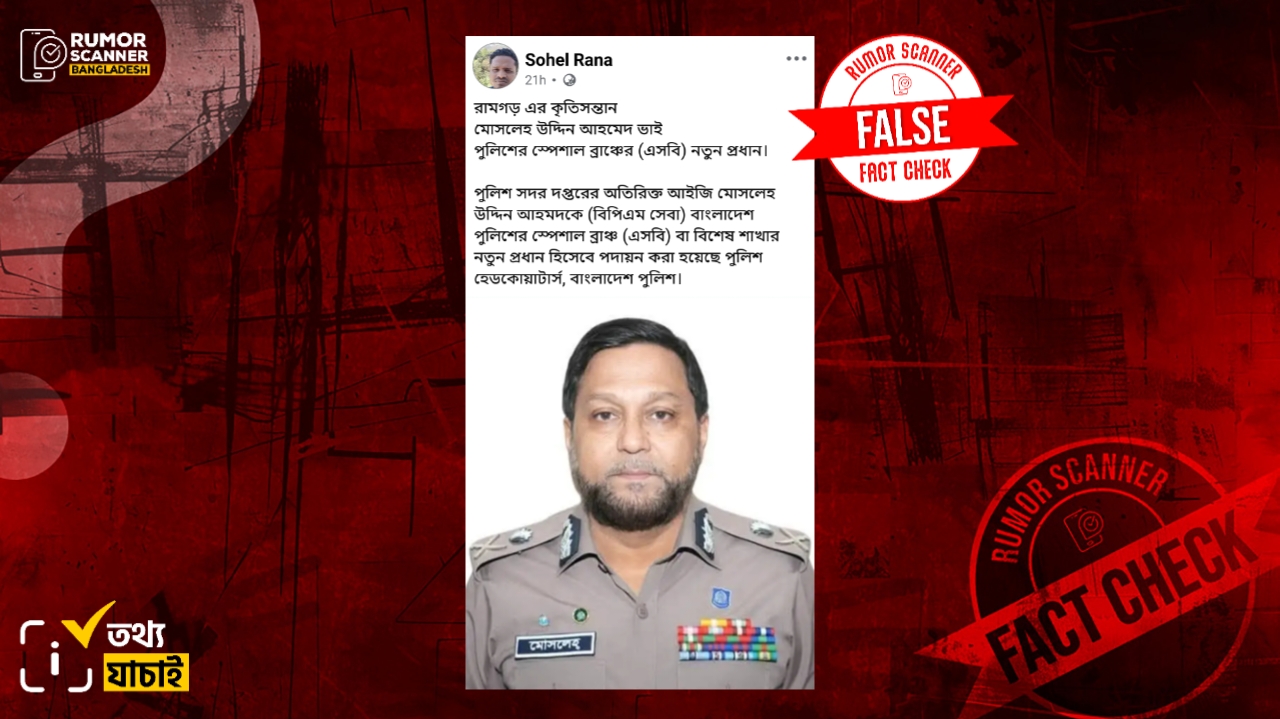 RUMOR
SCANNER
BANGLADESH
Sohel Rana
21h
রামগড় এর কৃতিসন্তান
মোসলেহ উদ্দিন আহমেদ ভাই
পুলিশের স্পেশাল ব্রাঞ্চের (এসবি) নতুন প্রধান।
পুলিশ সদর দপ্তরের অতিরিক্ত আইজি মোসলেহ
উদ্দিন আহমদকে (বিপিএম সেবা) বাংলাদেশ
পুলিশের স্পেশাল ব্রাঞ্চ (এসবি) বা বিশেষ শাখার
নতুন প্রধান হিসেবে পদায়ন করা হয়েছে পুলিশ
হেডকোয়াটার্স, বাংলাদেশ পুলিশ।
মোসলেহ্
RUMOR SCANNER
FALSE
FACT CHECK
RUMOR SCANNER
FACT CHECK
তথ্য
যাচাই